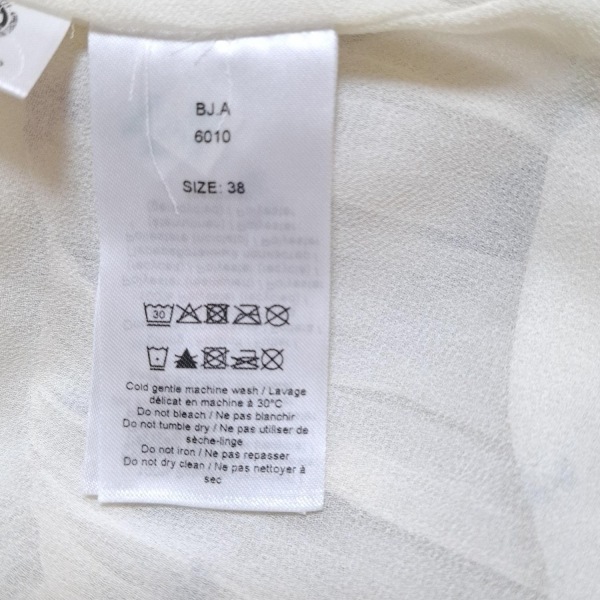 BJ.A
6010
SIZE: 38
30
Cold gentle machine wash / Lavage
délicat en machine à 30°C
Do not bleach / Ne pas blanchir
Do not tumble dry / Ne pas utiliser de
sèche-linge
Do not iron / Ne pas repasser
Do not dry clean / Ne pas nettoyer à
sec